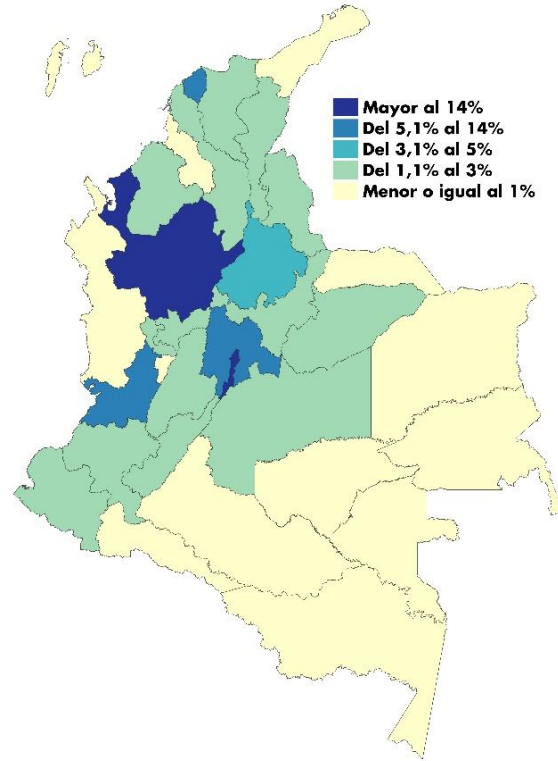 Mayor al 14%
Del 5,1% al 14%
Del 3,1% al 5%
Del 1,1% al 3%
Menor o igual al 1%